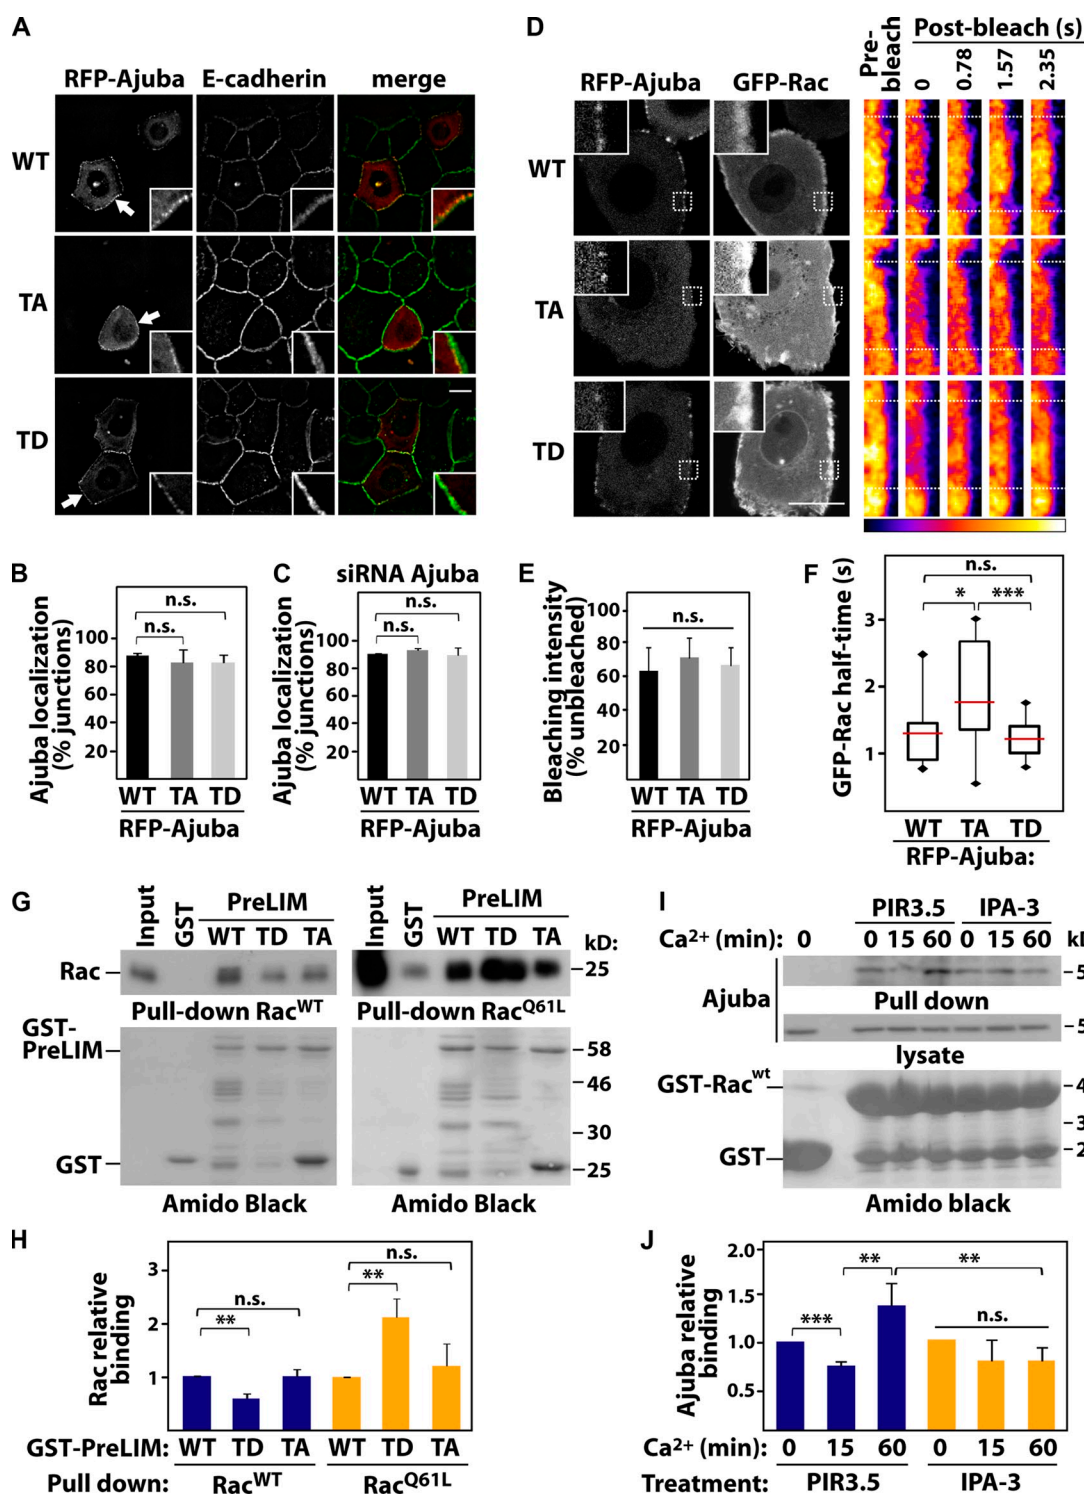 A
RFP-Ajuba E-cadherin merge
WT
TA
TD
D
RFP-Ajuba GFP-Rac
Pre-bleach
Post-bleach (s)
0 0.78 1.57 2.35
WT
TA
TD
B
Ajuba localization (% junctions)
100
80
60
40
20
n.s.
n.s.
WT TA TD
RFP-Ajuba
C
siRNA Ajuba
Ajuba localization (% junctions)
100
80
60
40
20
n.s.
n.s.
WT TA TD
RFP-Ajuba
E
Bleaching intensity (% unbleached)
100
80
60
40
20
n.s.
WT TA TD
RFP-Ajuba
F
GFP-Rac half-time (s)
3
2
1
n.s.
* ***
WT TA TD
RFP-Ajuba:
G
Input GST PreLIM
WT TD TA
Rac
Pull-down Rac^WT
GST-PreLIM
GST
Amido Black
Input GST PreLIM
WT TD TA
kD:
25
Pull-down Rac^Q61L
58
46
30
25
Amido Black
I
PIR3.5 IPA-3
Ca2+ (min): 0 0 15 60 0 15 60
Ajuba
5
Pull down
5
lysate
GST-Rac^wt
4
3
GST
2
Amido black
H
Rac relative binding
3
2
1
n.s.
**
n.s.
**
GST-PreLIM: WT TD TA WT TD TA
Pull down: Rac^WT Rac^Q61L
J
Ajuba relative binding
2.0
1.5
1.0
0.5
***
**
**
n.s.
Ca2+ (min): 0 15 60 0 15 60
Treatment: PIR3.5 IPA-3